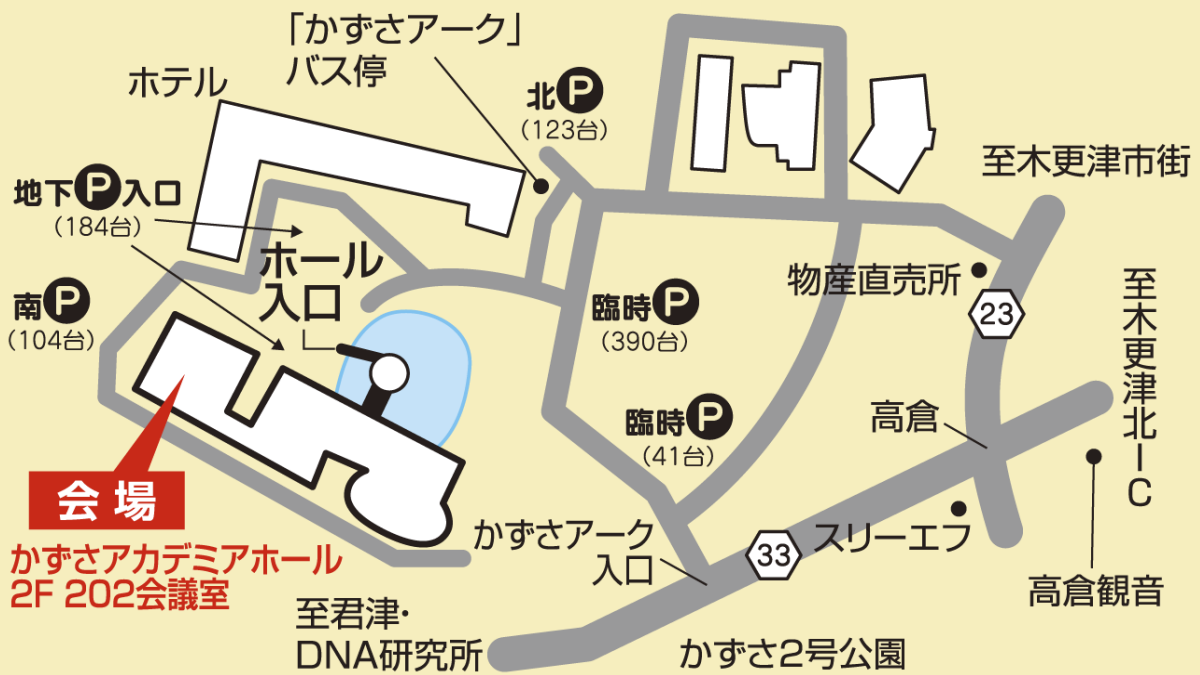 「かずさアーク」
バス停
ホテル
北P
(123台)
至木更津市街
地下P入口
(184台)
ホール
入口
南P
(104台)
物産直売所
23
至木更津北IC
臨時P
(390台)
臨時P
(41台)
高倉
会場
かずさアカデミアホール
2F 202会議室
かずさアーク
入口
33
スリーエフ
高倉観音
至君津・
DNA研究所
かずさ2号公園